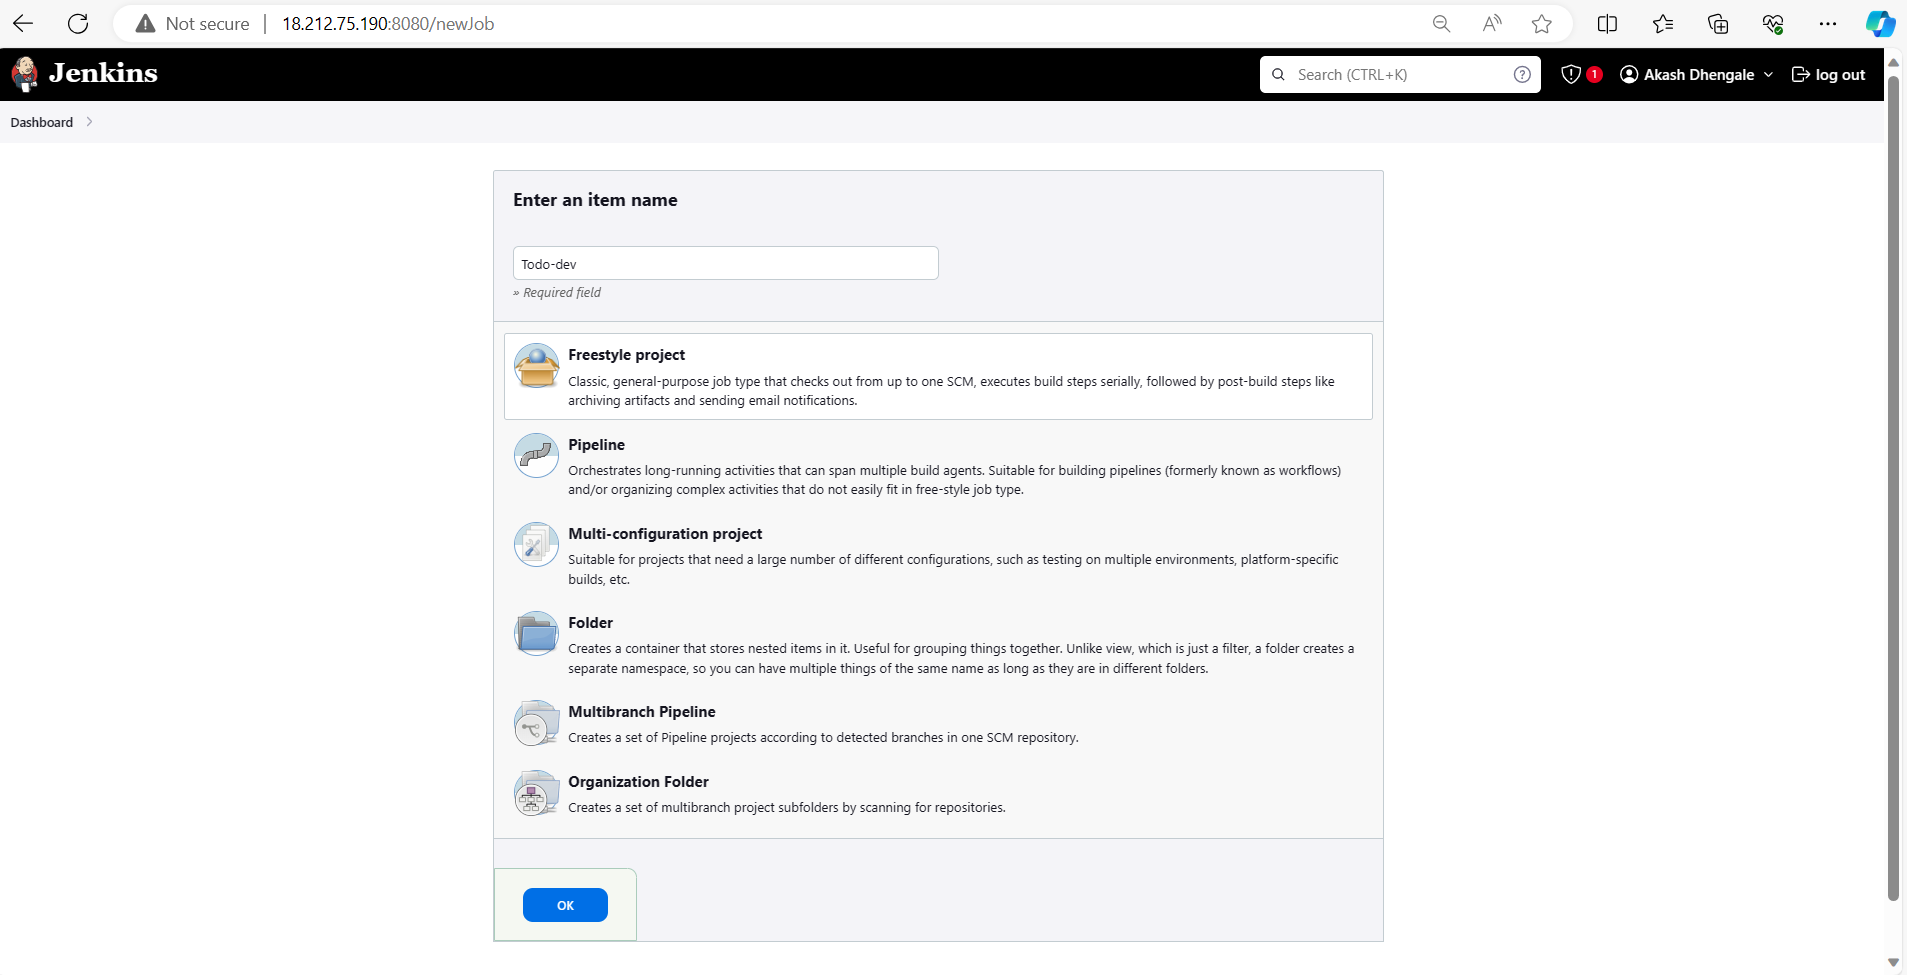 Not secure 18.212.75.190:8080/newJob
Jenkins
Search (CTRL+K)
1
Akash Dhengale
log out
Dashboard
Enter an item name
Todo-dev
» Required field
Freestyle project
Classic, general-purpose job type that checks out from up to one SCM, executes build steps serially, followed by post-build steps like
archiving artifacts and sending email notifications.
Pipeline
Orchestrates long-running activities that can span multiple build agents. Suitable for building pipelines (formerly known as workflows)
and/or organizing complex activities that do not easily fit in free-style job type.
Multi-configuration project
Suitable for projects that need a large number of different configurations, such as testing on multiple environments, platform-specific
builds, etc.
Folder
Creates a container that stores nested items in it. Useful for grouping things together. Unlike view, which is just a filter, a folder creates a
separate namespace, so you can have multiple things of the same name as long as they are in different folders.
Multibranch Pipeline
Creates a set of Pipeline projects according to detected branches in one SCM repository.
Organization Folder
Creates a set of multibranch project subfolders by scanning for repositories.
OK